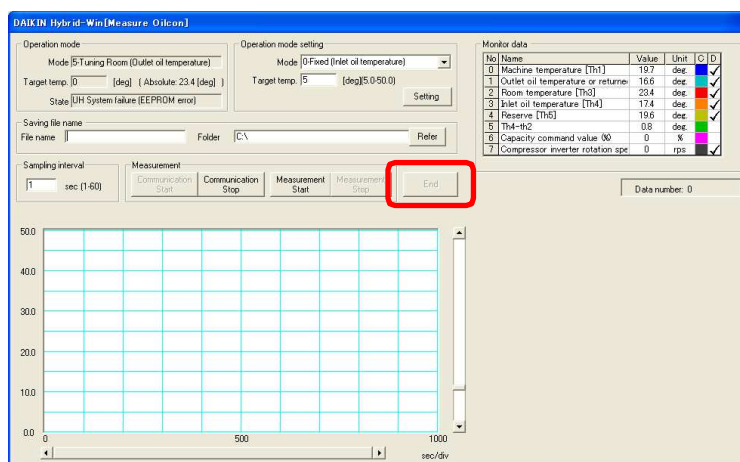 DAIKIN Hybrid-Win[Measure Oilcon]
Operation mode
Mode 5-Tuning Room (Outlet oil temperature)
Target temp. 0 [deg] ( Absolute: 23.4 [deg] )
State UH System failure (EEPROM error)
Operation mode setting
Mode 0-Fixed (Inlet oil temperature)
Target temp. 5 [deg](5.0-50.0)
Setting
Saving file name
File name Folder C:\ Refer
Sampling interval
1 sec (1-60)
Measurement
Communication Start
Communication Stop
Measurement Start
Measurement Stop
End
Monitor data
No Name Value Unit C D
0 Machine temperature [Th1] 19.7 deg.
1 Outlet oil temperature or returne 16.6 deg.
2 Room temperature [Th3] 23.4 deg.
3 Inlet oil temperature [Th4] 17.4 deg.
4 Reserve [Th5] 19.6 deg.
5 Th4-th2 0.8 deg.
6 Capacity command value (%) 0 %
7 Compressor inverter rotation spe 0 rps
Data number: 0
50.0
40.0
30.0
20.0
10.0
0.0
0 500 1000
sec/div